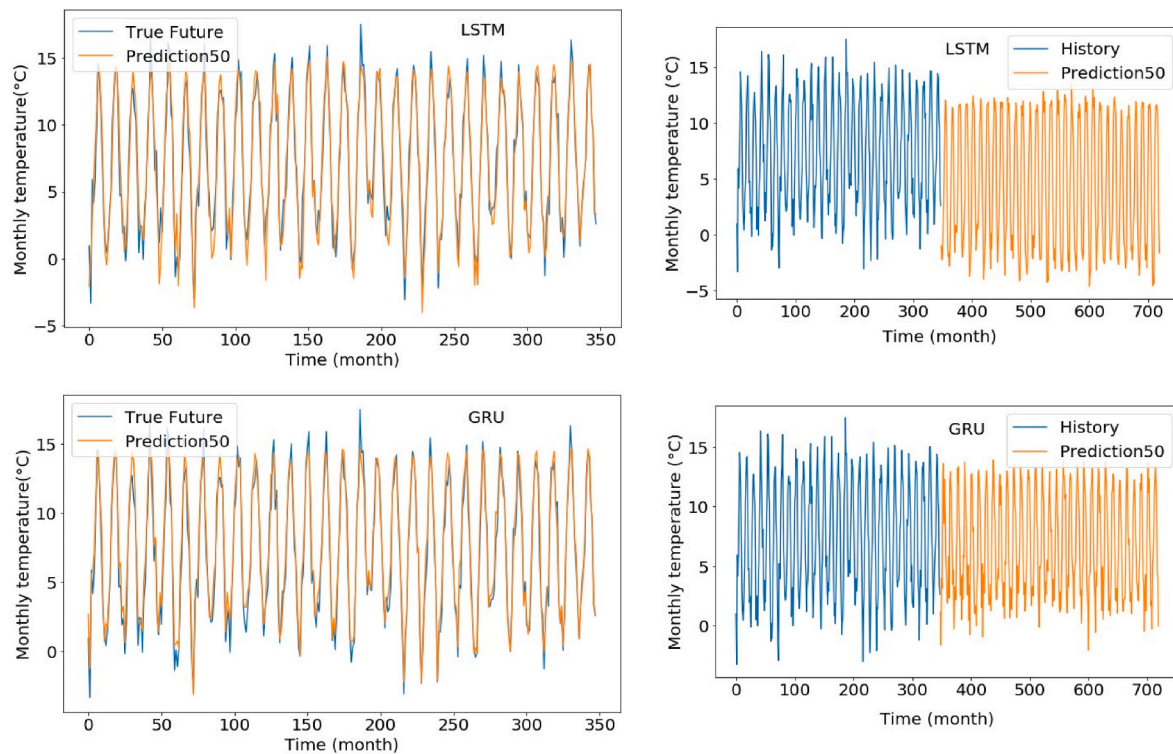 LSTM
True Future
Prediction50
Monthly temperature(°C)
15
10
5
0
−5
0 50 100 150 200 250 300 350
Time (month)
LSTM
History
Prediction50
Monthly temperature (°C)
15
10
5
0
−5
0 100 200 300 400 500 600 700
Time (month)
GRU
True Future
Prediction50
Monthly temperature(°C)
15
10
5
0
0 50 100 150 200 250 300 350
Time (month)
GRU
History
Prediction50
Monthly temperature (°C)
15
10
5
0
0 100 200 300 400 500 600 700
Time (month)